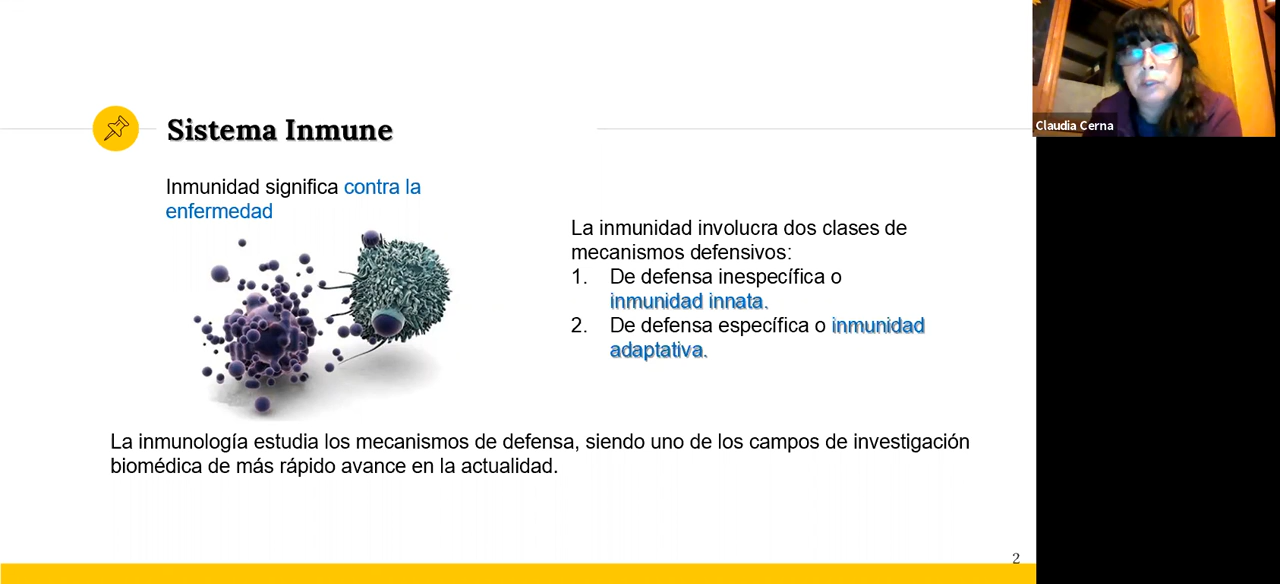 Sistema Inmune
Inmunidad significa contra la
enfermedad
La inmunidad involucra dos clases de
mecanismos defensivos:
1. De defensa inespecífica o
inmunidad innata.
2. De defensa específica o inmunidad
adaptativa.
La inmunología estudia los mecanismos de defensa, siendo uno de los campos de investigación
biomédica de más rápido avance en la actualidad.
2
Claudia Cerna